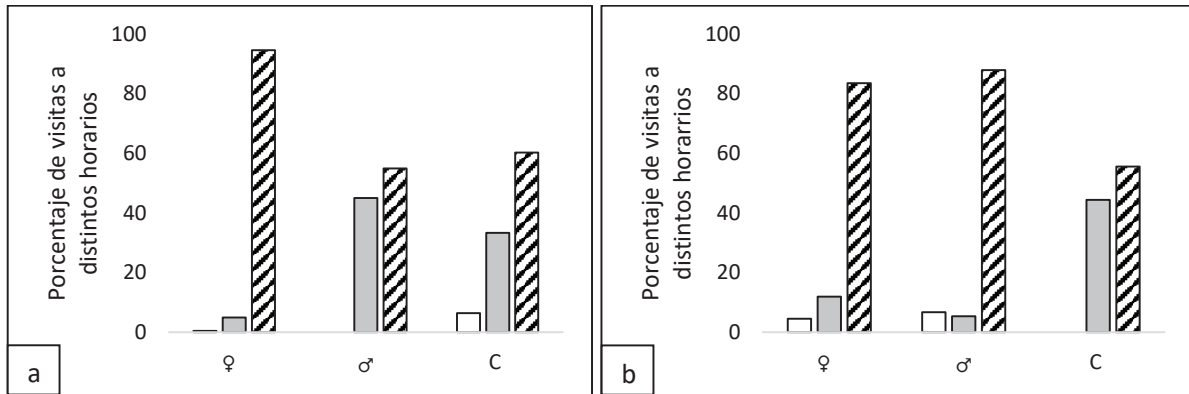 Porcentaje de visitas a
distintos horarios
100
80
60
40
20
0
♀ ♂ C
a
Porcentaje de visitas a
distintos horarrios
100
80
60
40
20
0
♀ ♂ C
b